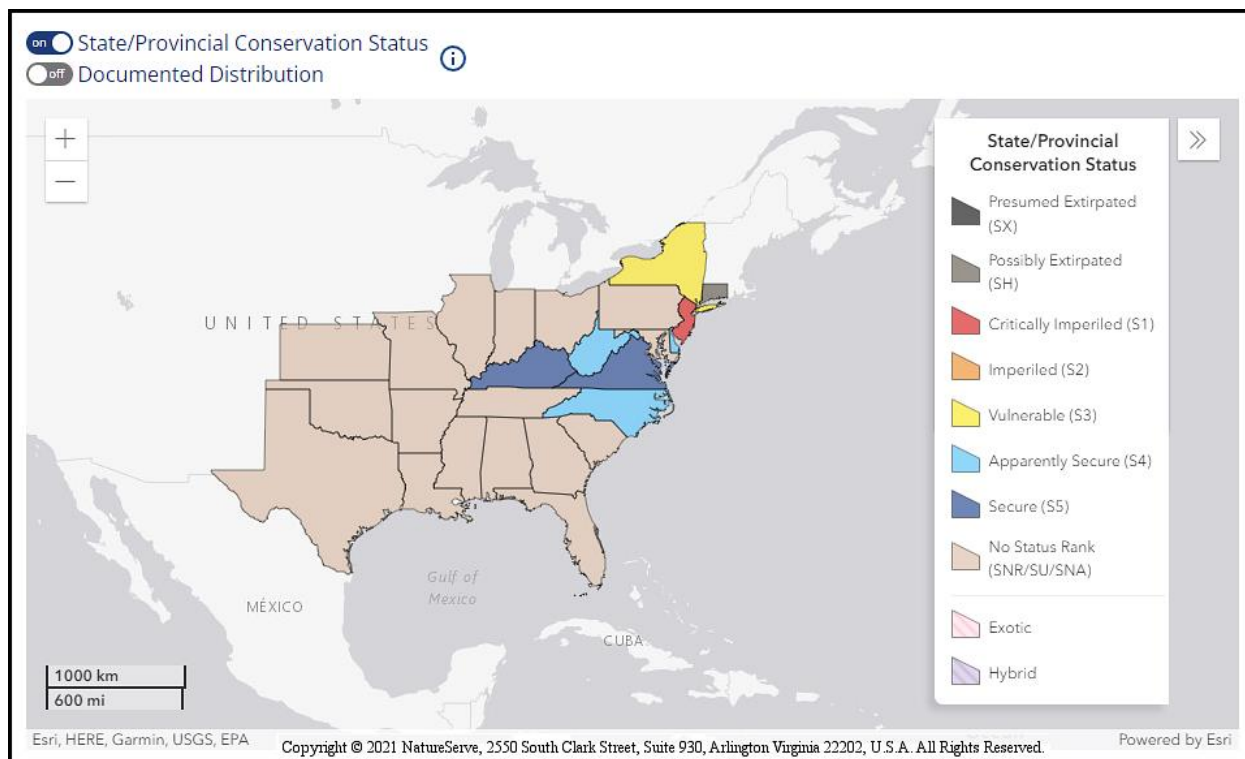 on State/Provincial Conservation Status
off Documented Distribution
+
−
UNITED STATES
Gulf of
Mexico
MÉXICO
CUBA
1000 km
600 mi
State/Provincial
Conservation Status
Presumed Extirpated
(SX)
Possibly Extirpated
(SH)
Critically Imperiled (S1)
Imperiled (S2)
Vulnerable (S3)
Apparently Secure (S4)
Secure (S5)
No Status Rank
(SNR/SU/SNA)
Exotic
Hybrid
Esri, HERE, Garmin, USGS, EPA
Copyright © 2021 NatureServe, 2550 South Clark Street, Suite 930, Arlington Virginia 22202, U.S.A. All Rights Reserved.
Powered by Esri